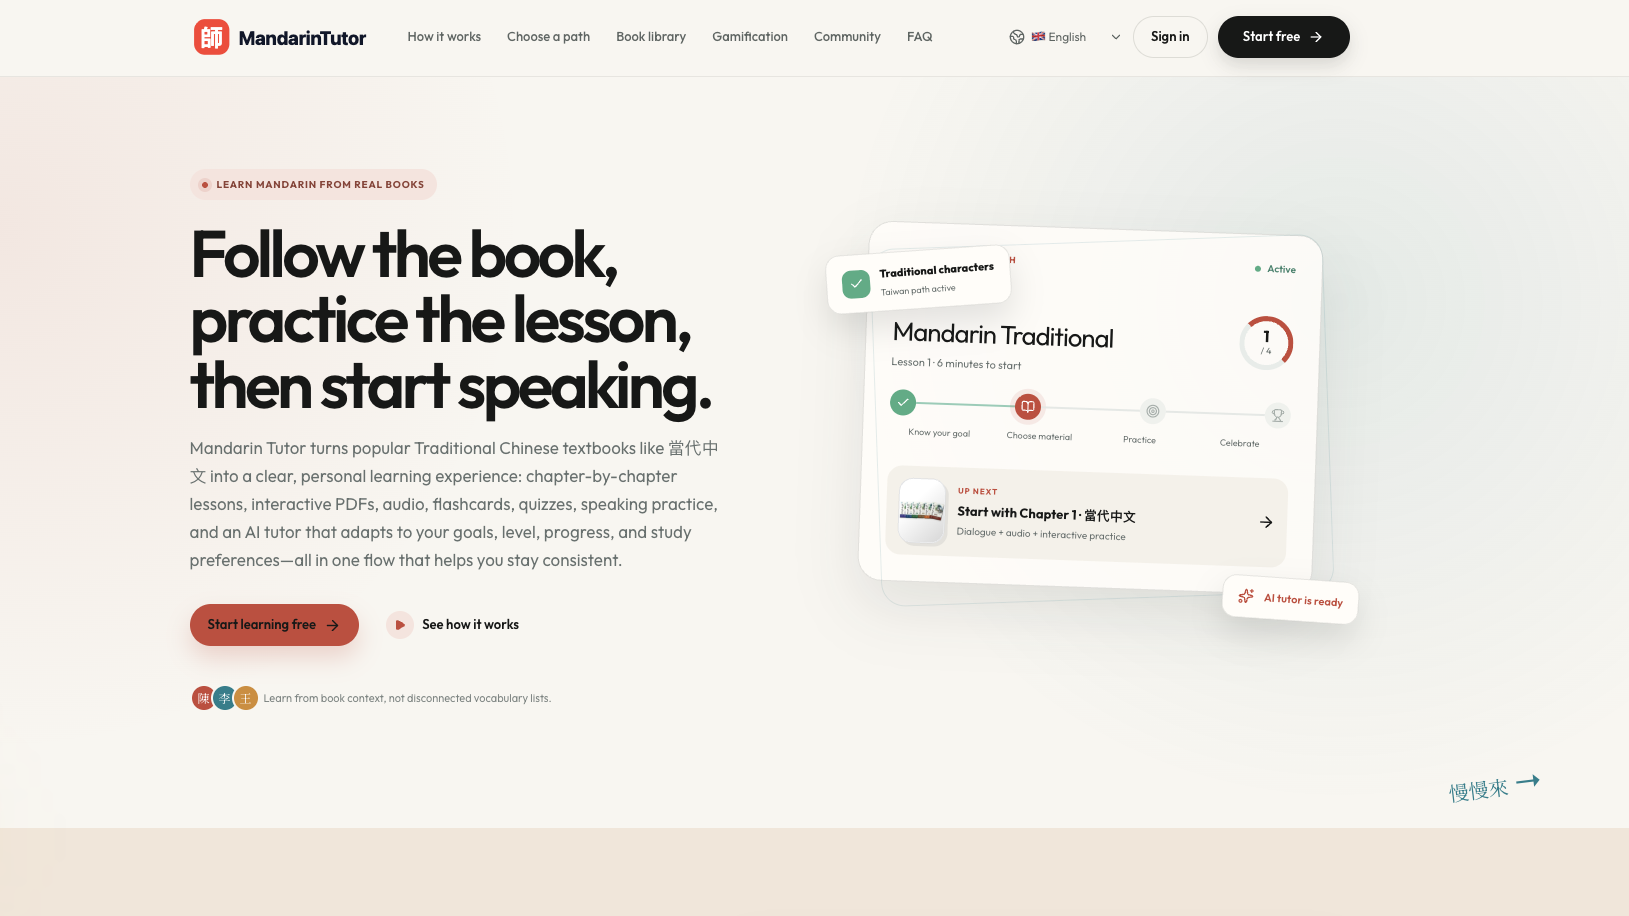 師 MandarinTutor
How it works
Choose a path
Book library
Gamification
Community
FAQ
English
Sign in
Start free
LEARN MANDARIN FROM REAL BOOKS
Follow the book,
practice the lesson,
then start speaking.
Mandarin Tutor turns popular Traditional Chinese textbooks like 當代中
文 into a clear, personal learning experience: chapter-by-chapter
lessons, interactive PDFs, audio, flashcards, quizzes, speaking practice,
and an AI tutor that adapts to your goals, level, progress, and study
preferences—all in one flow that helps you stay consistent.
Start learning free
See how it works
陳 李 王 Learn from book context, not disconnected vocabulary lists.
Traditional characters
Taiwan path active
H
Active
Mandarin Traditional
Lesson 1 · 6 minutes to start
1
/ 4
Know your goal
Choose material
Practice
Celebrate
UP NEXT
Start with Chapter 1 · 當代中文
Dialogue + audio + interactive practice
AI tutor is ready
慢慢來